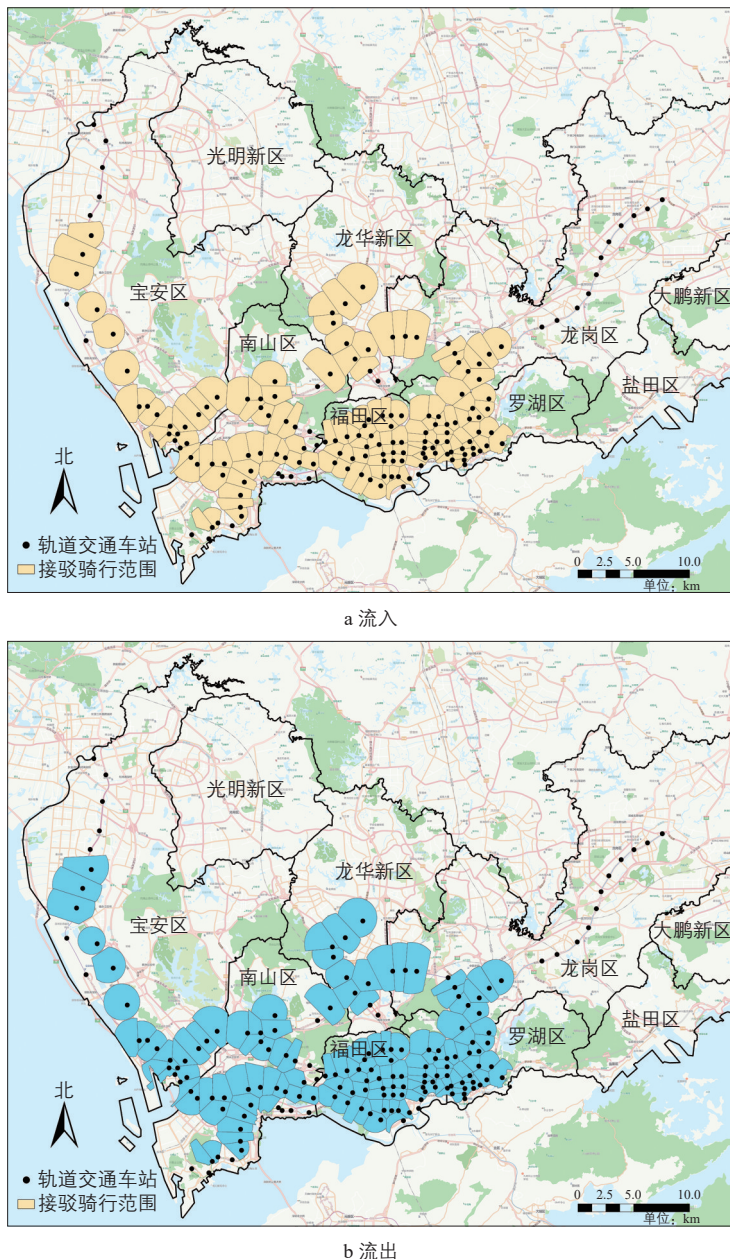 光明新区
龙华新区
宝安区
大鹏新区
龙岗区
南山区
盐田区
罗湖区
福田区
北
轨道交通车站
接驳骑行范围
0 2.5 5.0 10.0
单位：km
a 流入
光明新区
龙华新区
宝安区
大鹏新区
龙岗区
南山区
盐田区
罗湖区
福田区
北
轨道交通车站
接驳骑行范围
0 2.5 5.0 10.0
单位：km
b 流出